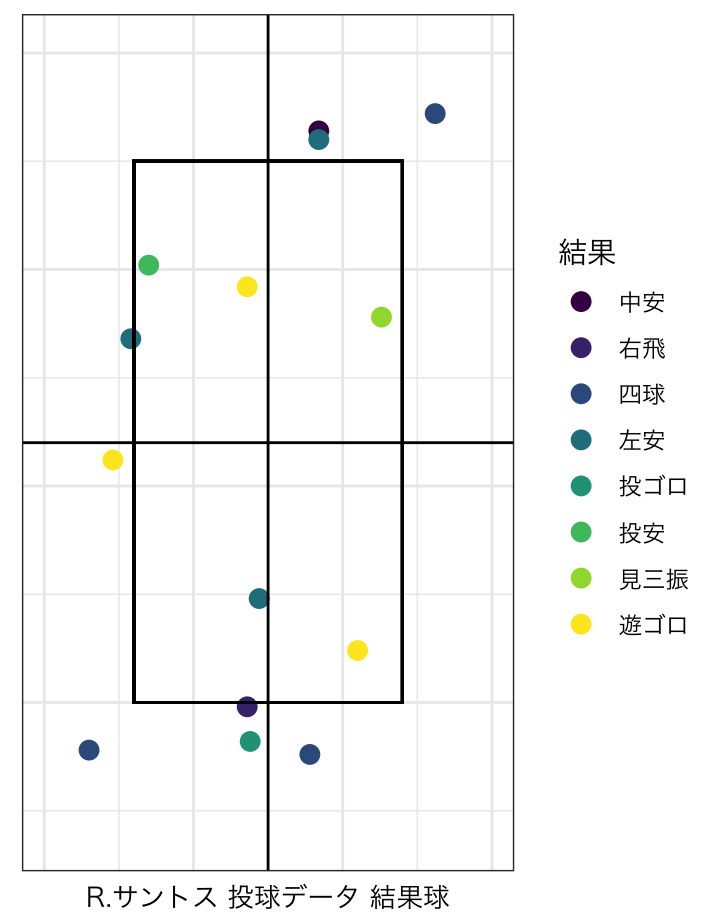 結果
中安
右飛
四球
左安
投ゴロ
投安
見三振
遊ゴロ
R.サントス 投球データ 結果球